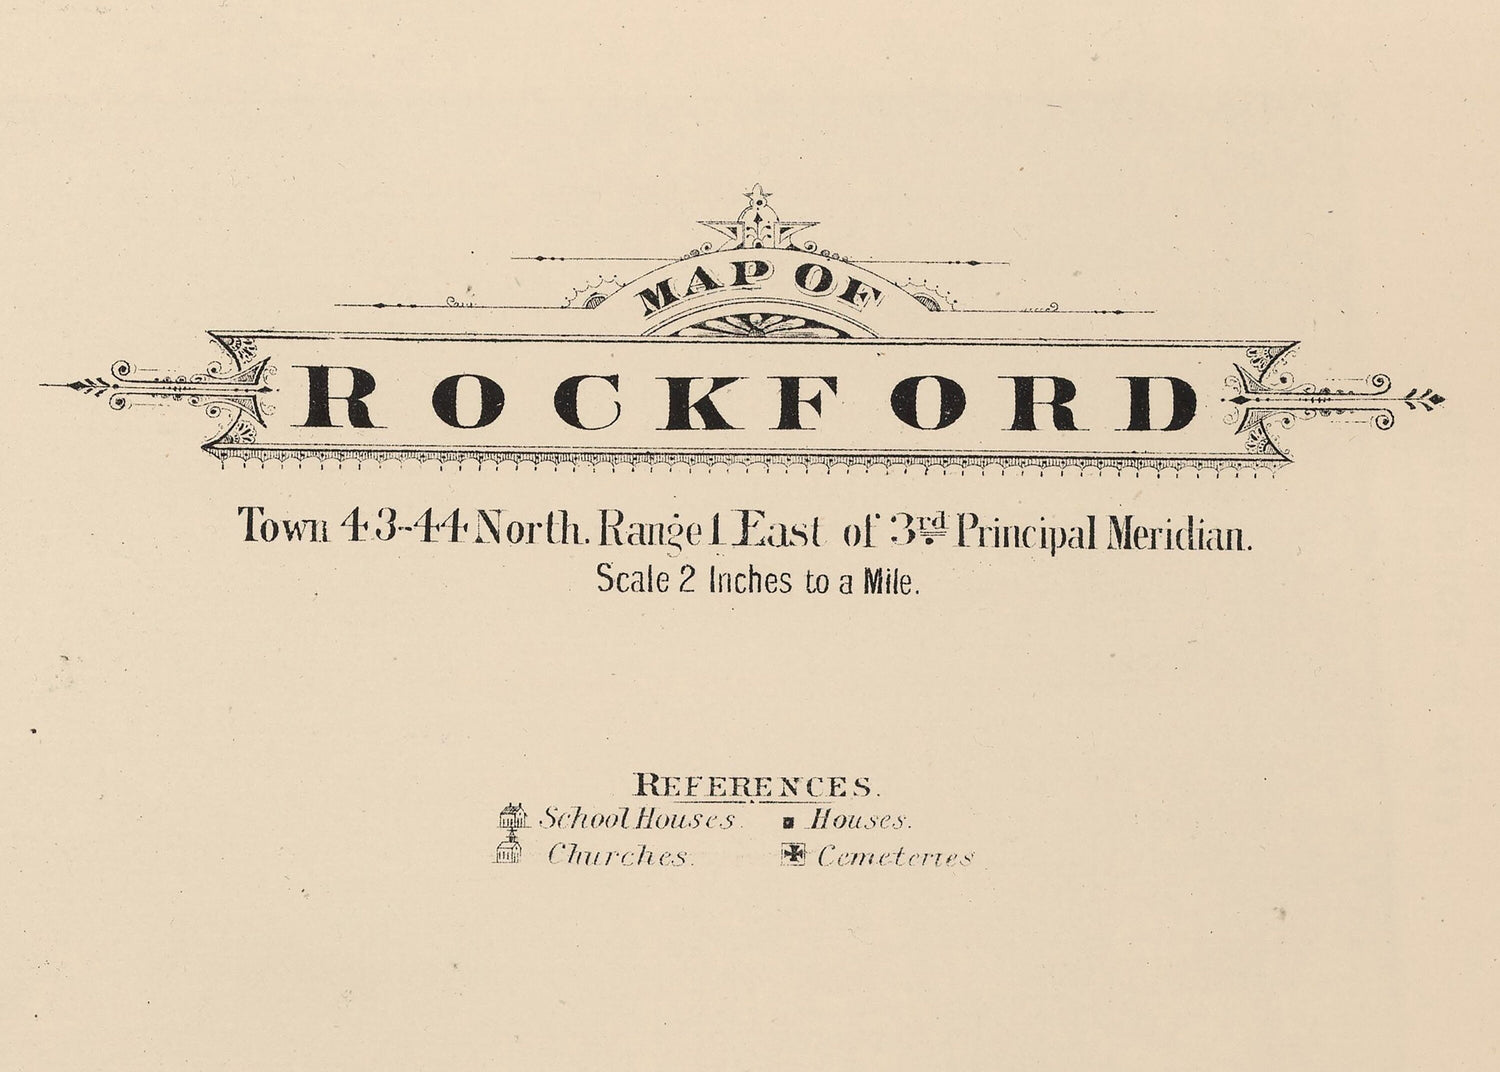 MAP OF
ROCKFORD
Town 43-44 North. Range 1 East of 3rd Principal Meridian.
Scale 2 Inches to a Mile.
REFERENCES.
School Houses. Houses.
Churches. Cemeteries